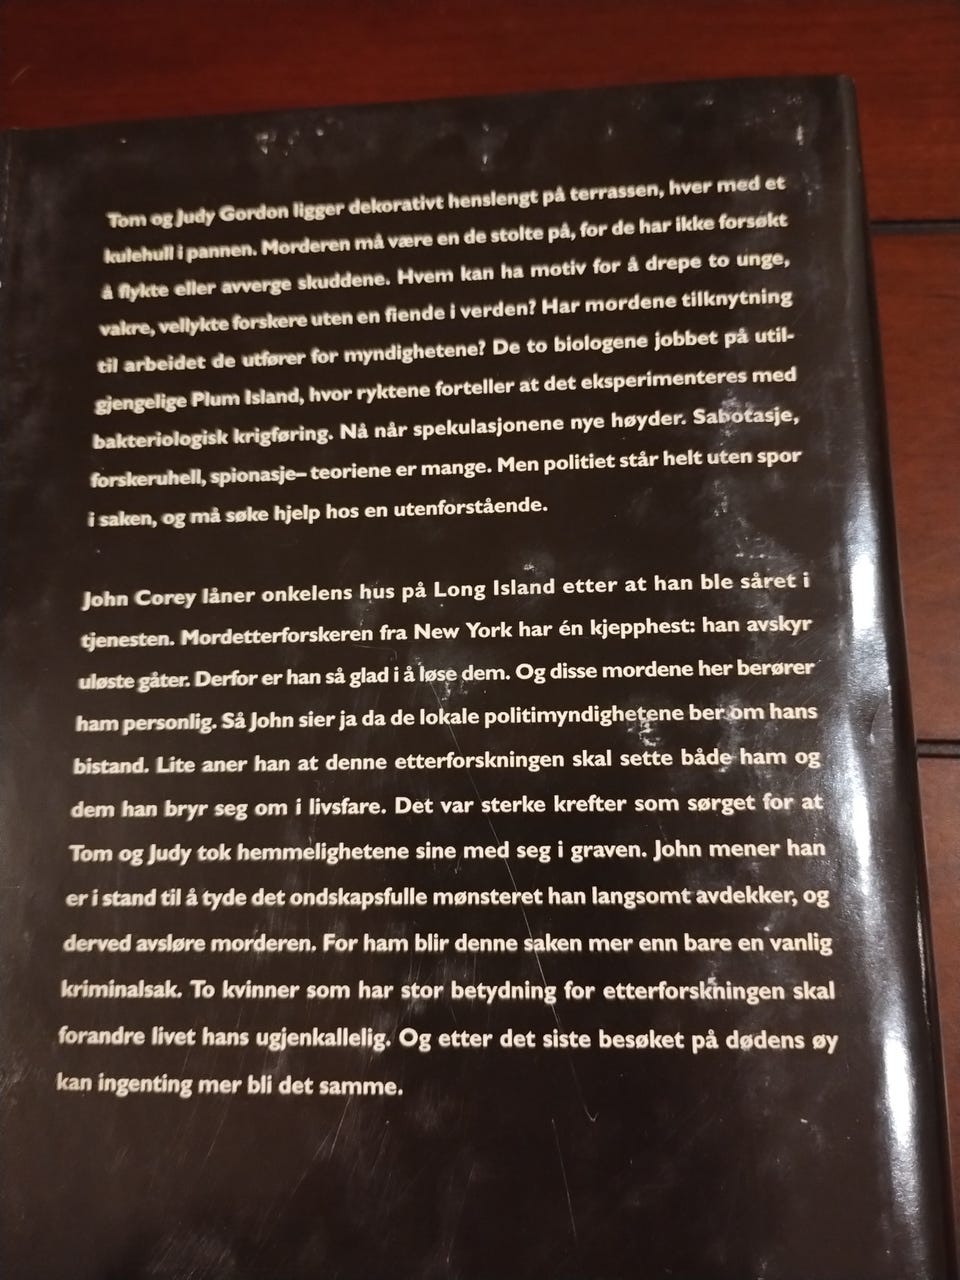 Tom og Judy Gordon ligger dekorativt henslengt på terrassen, hver med et
kulehull i pannen. Morderen må være en de stolte på, for de har ikke forsøkt
å flykte eller avverge skuddene. Hvem kan ha motiv for å drepe to unge,
vakre, vellykte forskere uten en fiende i verden? Har mordene tilknytning
til arbeidet de utfører for myndighetene? De to biologene jobbet på util-
gjengelige Plum Island, hvor ryktene forteller at det eksperimenteres med
bakteriologisk krigføring. Nå når spekulasjonene nye høyder. Sabotasje,
forskeruhell, spionasje– teoriene er mange. Men politiet står helt uten spor
i saken, og må søke hjelp hos en utenforstående.
John Corey låner onkelens hus på Long Island etter at han ble såret i
tjenesten. Mordetterforskeren fra New York har én kjepphest: han avskyr
uløste gåter. Derfor er han så glad i å løse dem. Og disse mordene her berører
ham personlig. Så John sier ja da de lokale politimyndighetene ber om hans
bistand. Lite aner han at denne etterforskningen skal sette både ham og
dem han bryr seg om i livsfare. Det var sterke krefter som sørget for at
Tom og Judy tok hemmelighetene sine med seg i graven. John mener han
er i stand til å tyde det ondskapsfulle mønsteret han langsomt avdekker, og
derved avsløre morderen. For ham blir denne saken mer enn bare en vanlig
kriminalsak. To kvinner som har stor betydning for etterforskningen skal
forandre livet hans ugjenkallelig. Og etter det siste besøket på dødens øy
kan ingenting mer bli det samme.